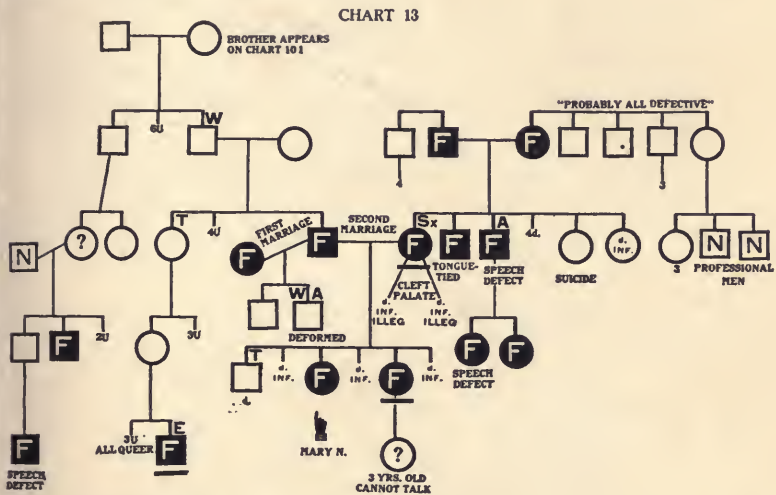 CHART 13
BROTHER APPEARS
ON CHART 101
"PROBABLY ALL DEFECTIVE"
6U
W
F
F
4
3
T
4U
FIRST
MARRIAGE
F
SECOND
MARRIAGE
F
Sx
F
F
A
4d.
d.
INF.
N
?
TONGUE-
TIED
SPEECH
DEFECT
SUICIDE
3
N
N
PROFESSIONAL
MEN
CLEFT
PALATE
d.
INF.
ILLEG
d.
INF.
ILLEG
W
A
DEFORMED
F
2U
3U
T
d.
d.
INF.
F
d.
INF.
F
d.
INF.
F
F
SPEECH
DEFECT
MARY N.
F
SPEECH
DEFECT
3U
ALL QUEER
E
F
?
3 YRS. OLD
CANNOT TALK